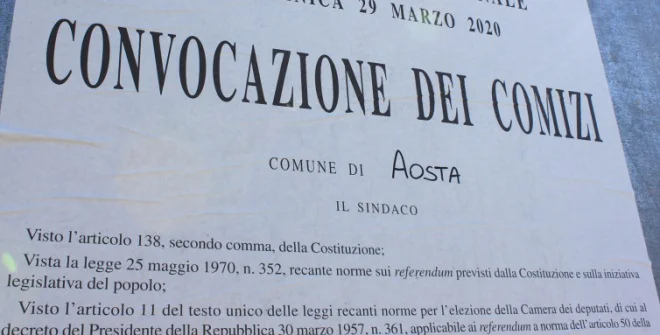 29 MARZO 2020
CONVOCAZIONE DEI COMIZI
COMUNE DI AOSTA
IL SINDACO
Visto l'articolo 138, secondo comma, della Costituzione;
Vista la legge 25 maggio 1970, n. 352, recante norme sui referendum previsti dalla Costituzione e sulla iniziativa
legislativa del popolo;
Visto l'articolo 11 del testo unico delle leggi recanti norme per l'elezione della Camera dei deputati, di cui al
decreto del Presidente della Repubblica 30 marzo 1957, n. 361, applicabile ai referendum a norma dell'articolo 50 della